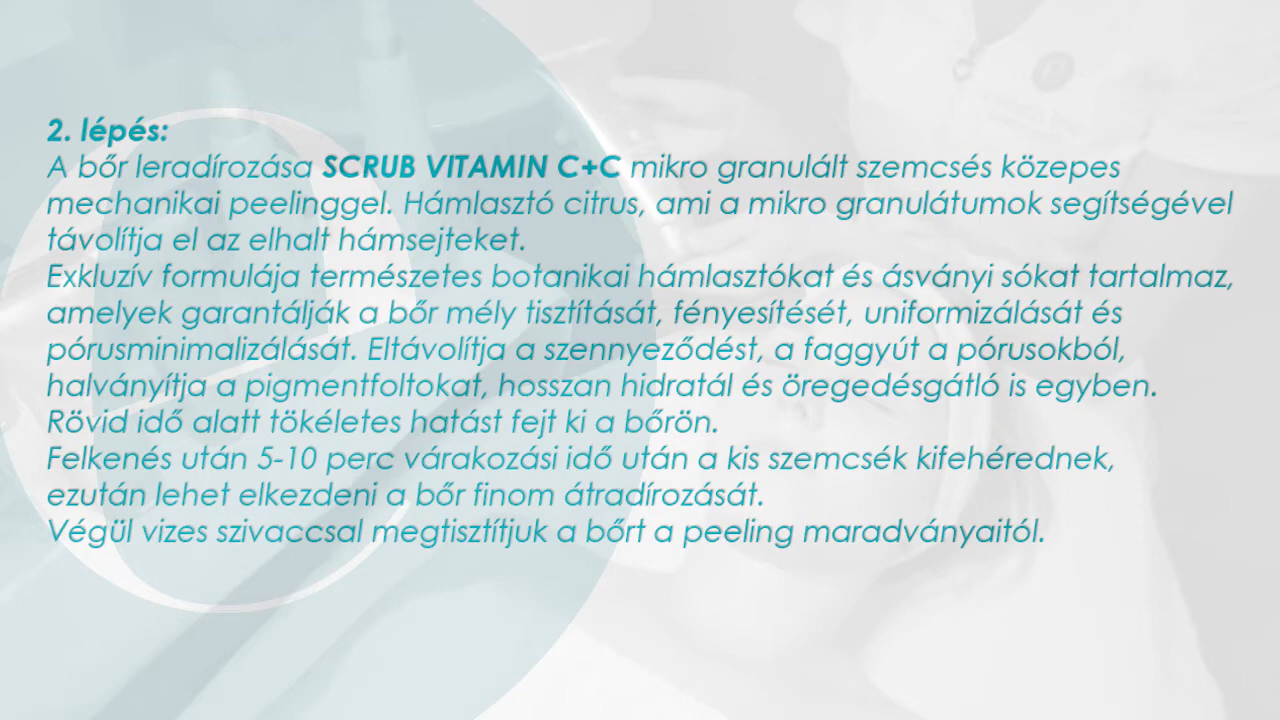 2. lépés:
A bőr leradírozása SCRUB VITAMIN C+C mikro granulált szemcsés közepes
mechanikai peelinggel. Hámlasztó citrus, ami a mikro granulátumok segítségével
távolítja el az elhalt hámsejteket.
Exkluzív formulája természetes botanikai hámlasztókat és ásványi sókat tartalmaz,
amelyek garantálják a bőr mély tisztítását, fényesítését, uniformizálását és
pórusminimalizálását. Eltávolítja a szennyeződést, a faggyút a pórusokból,
halványítja a pigmentfoltokat, hosszan hidratál és öregedésgátló is egyben.
Rövid idő alatt tökéletes hatást fejt ki a bőrön.
Felkenés után 5-10 perc várakozási idő után a kis szemcsék kifehérednek,
ezután lehet elkezdeni a bőr finom átradírozását.
Végül vizes szivaccsal megtisztítjuk a bőrt a peeling maradványaitól.